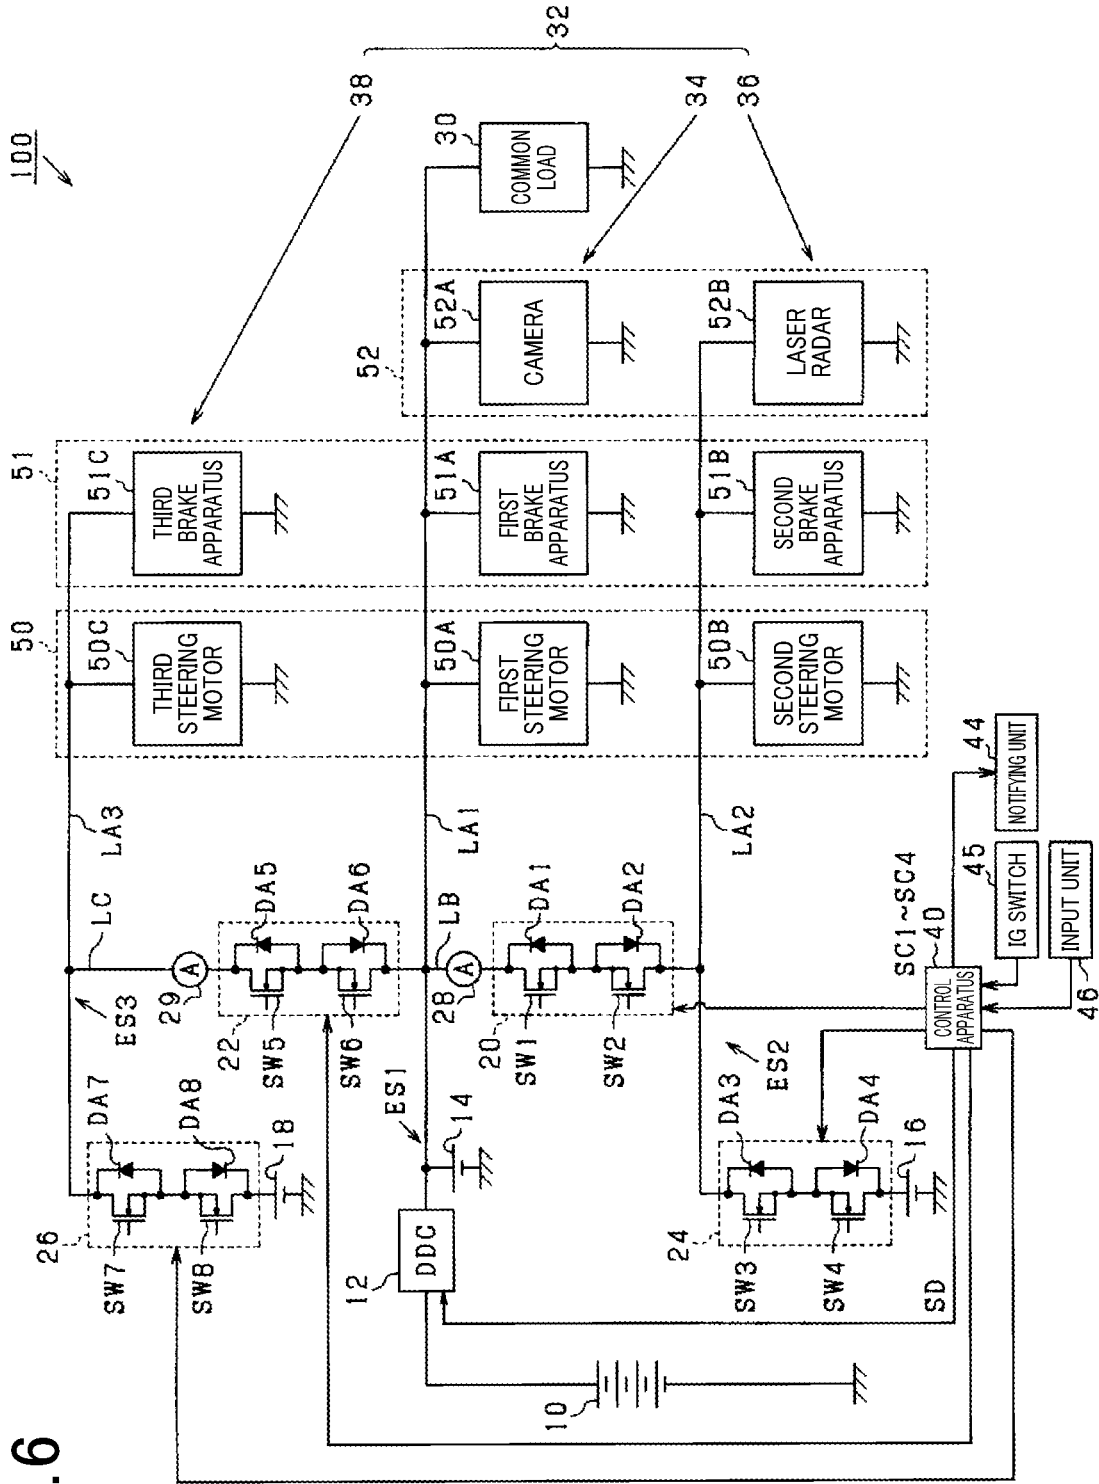 .6
100
32
38
34
36
30
COMMON
LOAD
51
51C
THIRD
BRAKE
APPARATUS
52
52A
CAMERA
52B
LASER
RADAR
51A
FIRST
BRAKE
APPARATUS
51B
SECOND
BRAKE
APPARATUS
50
50C
THIRD
STEERING
MOTOR
50A
FIRST
STEERING
MOTOR
50B
SECOND
STEERING
MOTOR
LA3
LA1
LA2
ES3
LC
29
A
22
SW5
DA5
SW6
DA6
LB
28
A
20
SW1
DA1
SW2
DA2
26
SW7
DA7
SW8
DA8
18
ES1
14
12
DDC
10
ES2
24
SW3
DA3
SW4
DA4
16
SD
SC1~SC4
40
CONTROL
APPARATUS
44
NOTIFYING UNIT
45
IG SWITCH
46
INPUT UNIT